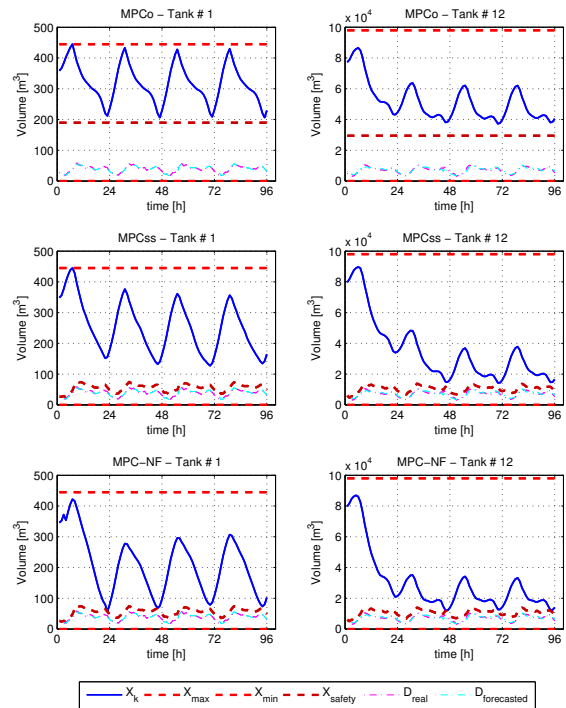 MPCo − Tank # 1
500
400
300
200
100
0
Volume [m³]
0 24 48 72 96
time [h]
MPCo − Tank # 12
x 10⁴
10
8
6
4
2
0
0 24 48 72 96
time [h]
MPCss − Tank # 1
500
400
300
200
100
0
Volume [m³]
0 24 48 72 96
time [h]
MPCss − Tank # 12
x 10⁴
10
8
6
4
2
0
Volume [m³]
0 24 48 72 96
time [h]
MPC−NF − Tank # 1
500
400
300
200
100
0
Volume [m³]
0 24 48 72 96
time [h]
MPC−NF − Tank # 12
x 10⁴
10
8
6
4
2
0
Volume [m³]
0 24 48 72 96
time [h]
X_k X_max X_min X_safety D_real D_forecasted